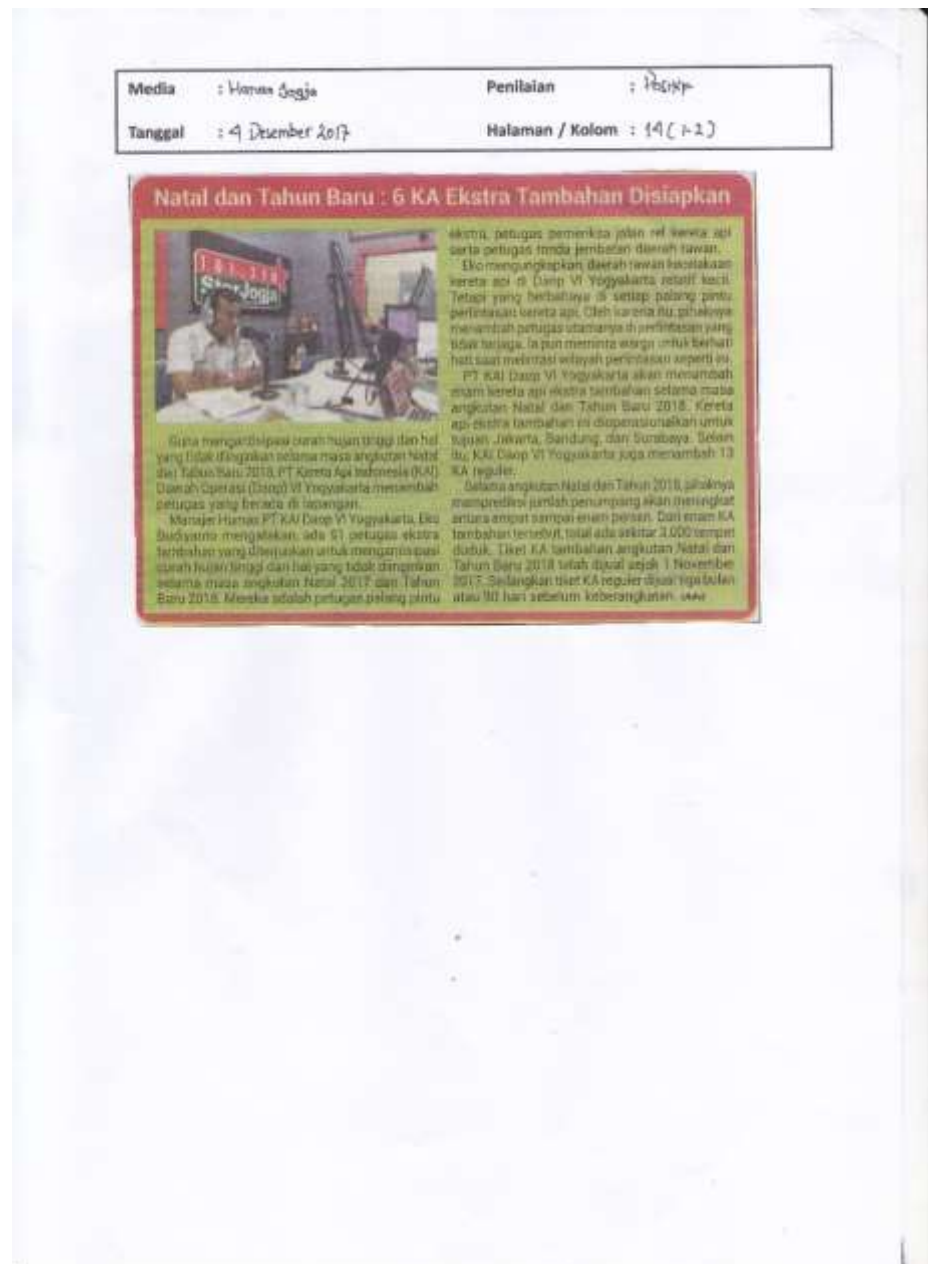 Media : Harian Jogja
Penilaian : Positip
Tanggal : 4 Desember 2017
Halaman / Kolom : 14 (1-2)
Natal dan Tahun Baru : 6 KA Ekstra Tambahan Disiapkan
101.3 FM
StarJogja
Guna mengantisipasi curah hujan tinggi dan hal
yang tidak diinginkan selama masa angkutan Natal
dan Tahun Baru 2018, PT Kereta Api Indonesia (KAI)
Daerah Operasi (Daop) VI Yogyakarta menambah
petugas yang berada di lapangan.
Manajer Humas PT KAI Daop VI Yogyakarta, Eko
Budiyanto mengatakan, ada 51 petugas ekstra
tambahan yang disiapkan untuk mengantisipasi
curah hujan tinggi dan hal yang tidak diinginkan
selama masa angkutan Natal 2017 dan Tahun
Baru 2018. Mereka adalah petugas palang pintu
ekstra, petugas pemeriksa jalan rel kereta api
serta petugas tonda jembatan daerah rawan.
Eko mengungkapkan, daerah rawan kecelakaan
kereta api di Daop VI Yogyakarta relatif kecil.
Tetapi yang berbahaya di setiap palang pintu
perlintasan kereta api. Oleh karena itu, pihaknya
menambah petugas utamanya di perlintasan yang
tidak terjaga. Ia pun meminta warga untuk berhati
hati saat melintasi wilayah perlintasan seperti itu.
PT KAI Daop VI Yogyakarta akan menambah
enam kereta api ekstra tambahan selama masa
angkutan Natal dan Tahun Baru 2018. Kereta
api ekstra tambahan ini dioperasionalkan untuk
tujuan Jakarta, Bandung, dan Surabaya. Selain
itu, KAI Daop VI Yogyakarta juga menambah 13
KA reguler.
Selama angkutan Natal dan Tahun 2018, pihaknya
memprediksi jumlah penumpang akan meningkat
antara empat sampai enam persen. Dari enam KA
tambahan tersebut, total ada sekitar 3.000 tempat
duduk. Tiket KA tambahan angkutan Natal dan
Tahun Baru 2018 telah dijual sejak 1 November
2017. Sedangkan tiket KA reguler dijual tiga bulan
atau 90 hari sebelum keberangkatan.